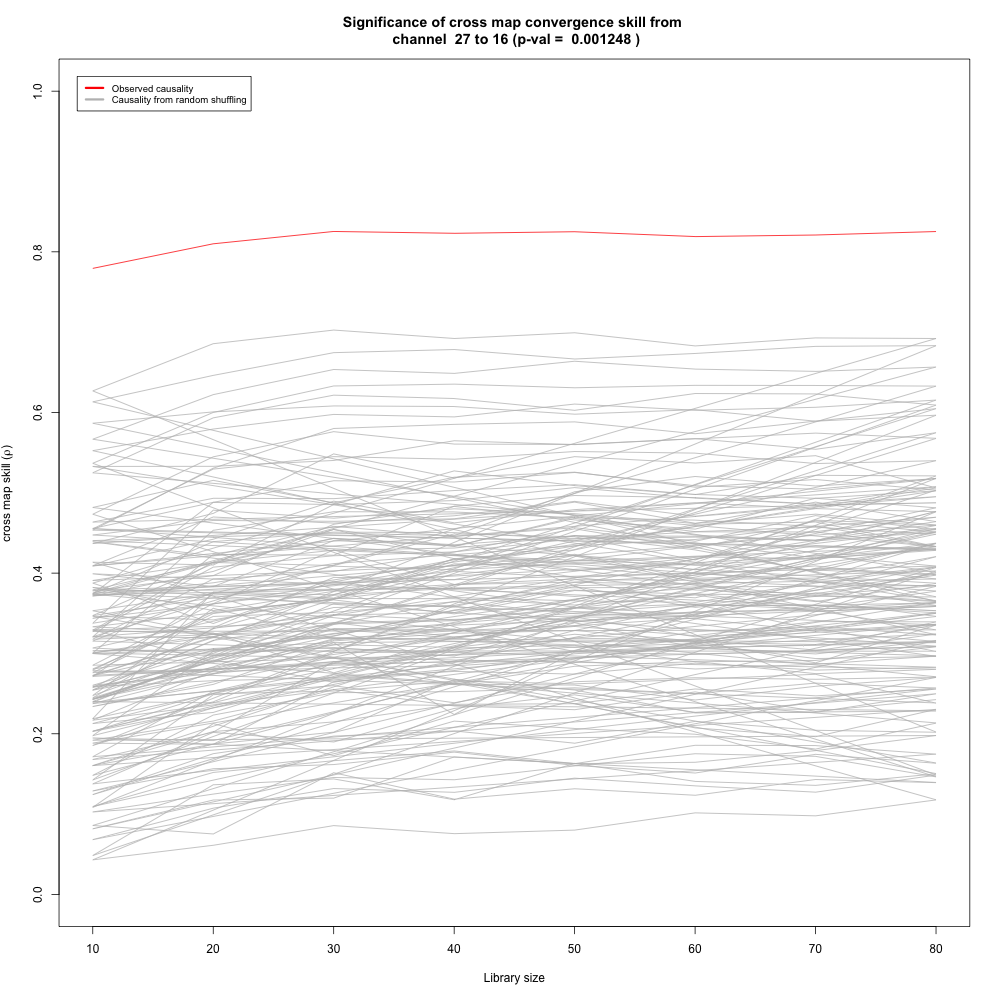 Significance of cross map convergence skill from
channel  27 to 16 (p-val =  0.001248 )
Observed causality
Causality from random shuffling
1.0
0.8
0.6
0.4
0.2
0.0
cross map skill (ρ)
10 20 30 40 50 60 70 80
Library size